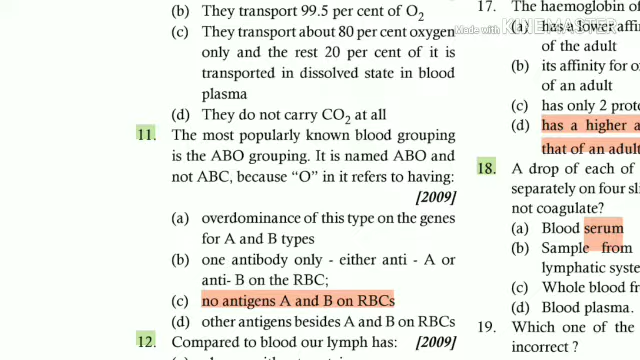 (b) They transport 99.5 per cent of O2
(c) They transport about 80 per cent oxygen
only and the rest 20 per cent of it is
transported in dissolved state in blood
plasma
(d) They do not carry CO2 at all
11. The most popularly known blood grouping
is the ABO grouping. It is named ABO and
not ABC, because “O” in it refers to having:
[2009]
(a) overdominance of this type on the genes
for A and B types
(b) one antibody only - either anti - A or
anti- B on the RBC;
(c) no antigens A and B on RBCs
(d) other antigens besides A and B on RBCs
12. Compared to blood our lymph has: [2009]
17. The haemoglobin of
Made with KINEMASTER
(a) has a lower
of the adult
(b) its affinity for
of an adult
(c) has only 2
(d) has a higher
that of an adult
18. A drop of each of
separately on four
not coagulate?
(a) Blood serum
(b) Sample from
lymphatic
(c) Whole blood
(d) Blood plasma.
19. Which one of the
incorrect ?